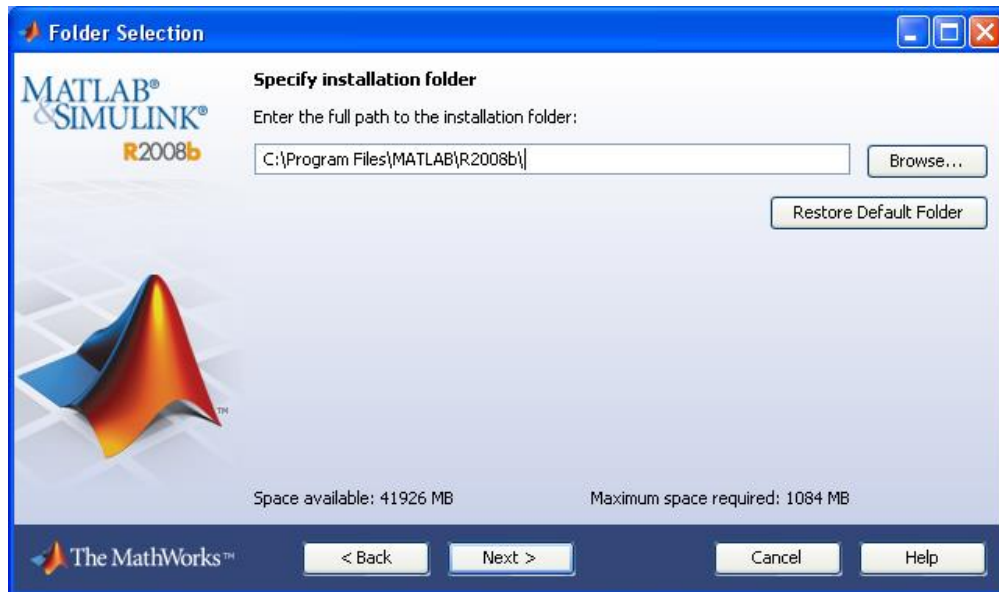 Folder Selection
MATLAB®
&SIMULINK®
R2008b
Specify installation folder
Enter the full path to the installation folder:
C:\Program Files\MATLAB\R2008b\
Browse...
Restore Default Folder
TM
Space available: 41926 MB
Maximum space required: 1084 MB
The MathWorks™
< Back
Next >
Cancel
Help